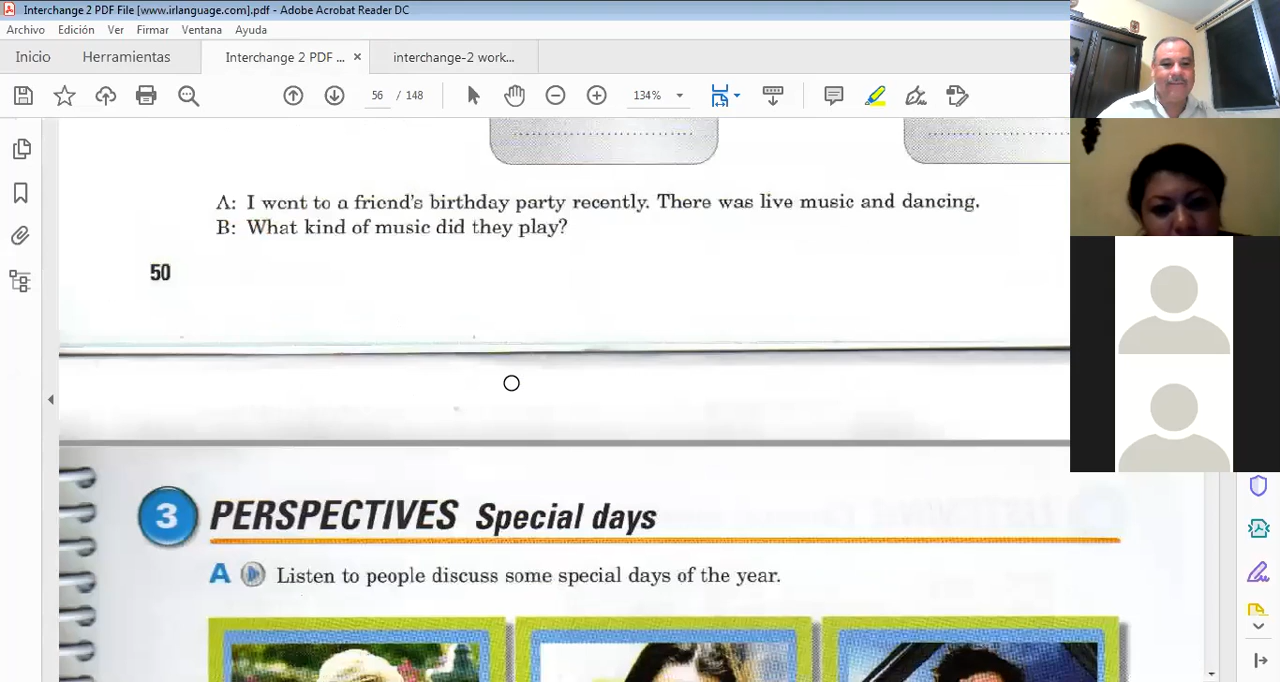 Interchange 2 PDF File [www.irlanguage.com].pdf - Adobe Acrobat Reader DC
Archivo Edición Ver Firmar Ventana Ayuda
Inicio Herramientas Interchange 2 PDF ... × interchange-2 work...
56 / 148 134%
A: I went to a friend's birthday party recently. There was live music and dancing.
B: What kind of music did they play?
50
3 PERSPECTIVES Special days
A Listen to people discuss some special days of the year.